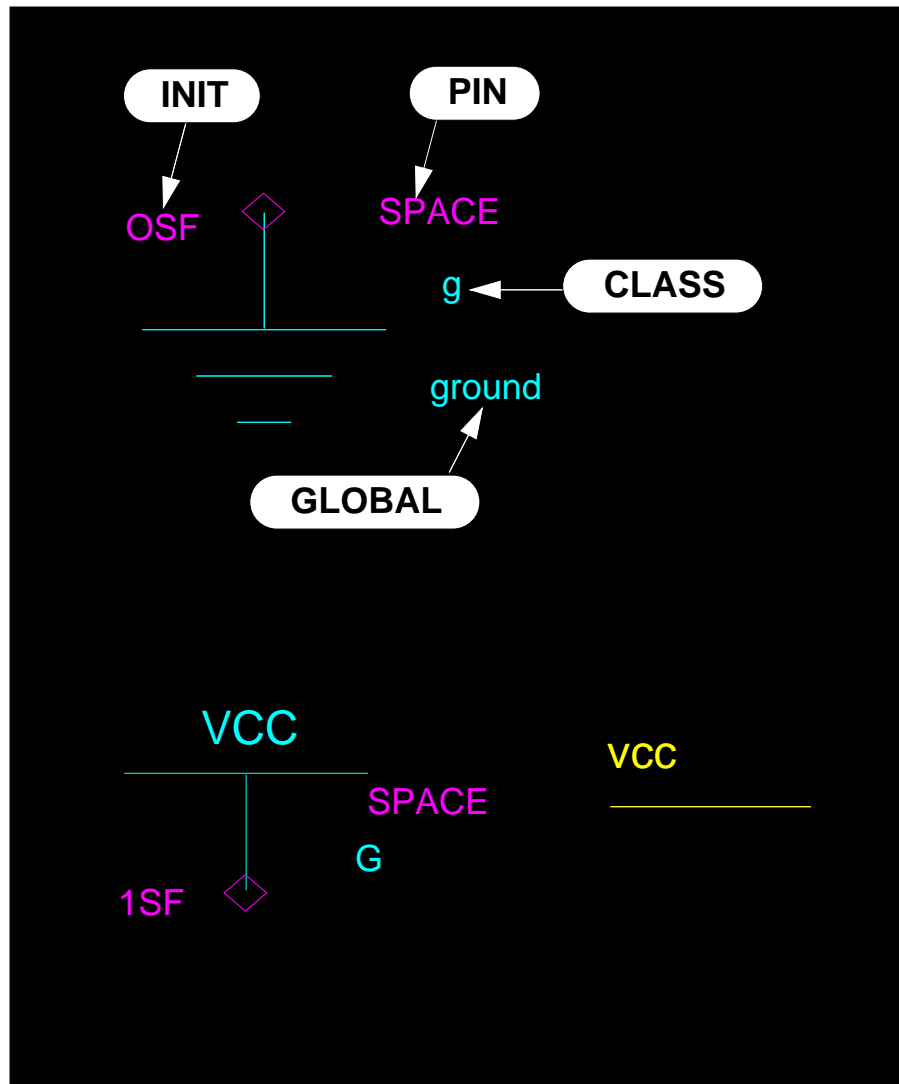 INIT
PIN
OSF
SPACE
g
CLASS
ground
GLOBAL
VCC
vcc
SPACE
G
1SF